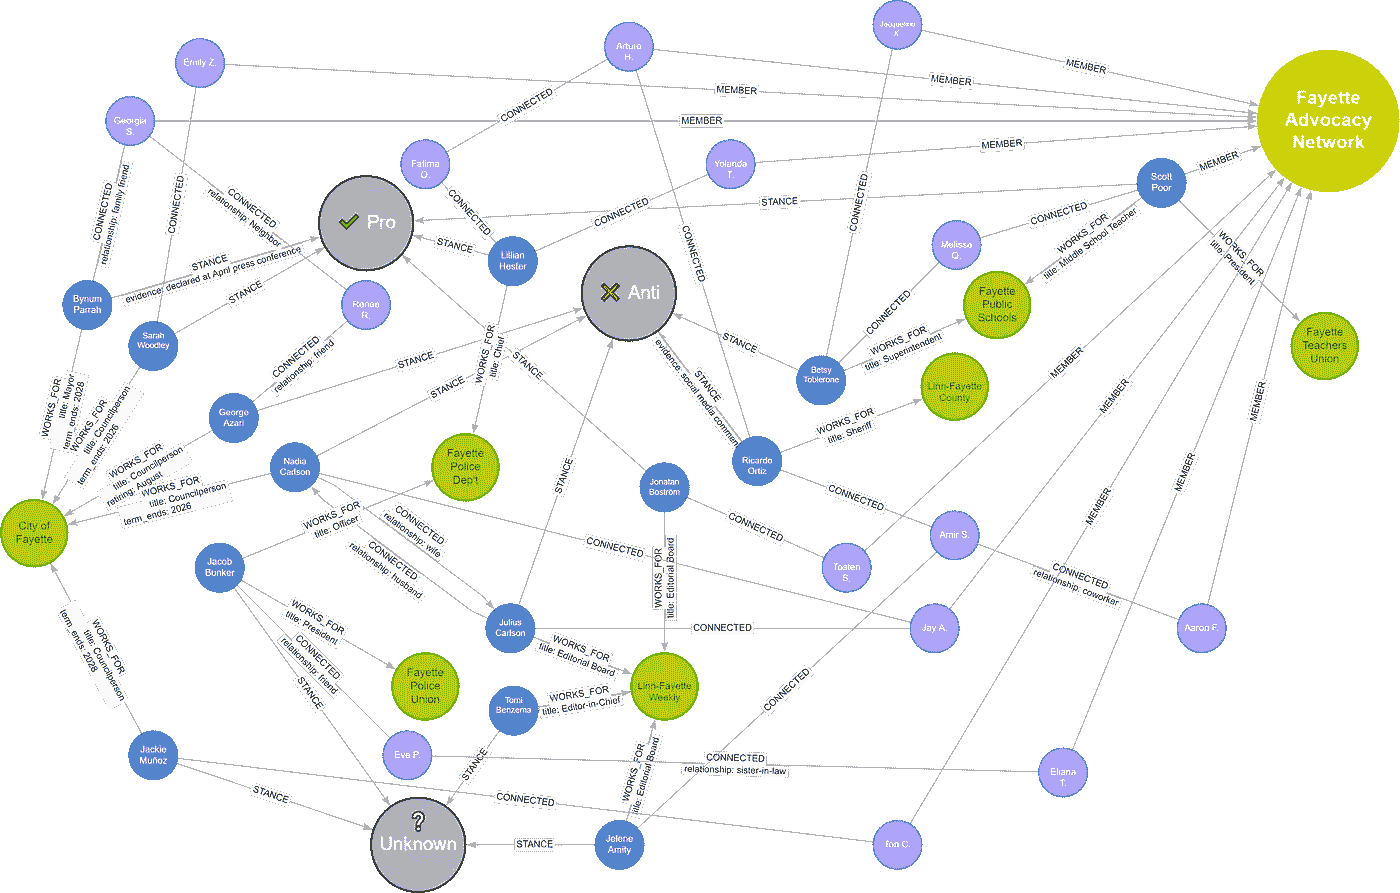 Jacqueline
K.
Arturo
H.
Emily Z.
MEMBER
CONNECTED
MEMBER
MEMBER
Fayette
Advocacy
Network
Georgia
S.
MEMBER
MEMBER
Fatima
O.
Yolanda
T.
MEMBER
Scott
Poor
CONNECTED
CONNECTED
relationship: family friend
CONNECTED
relationship: Neighbor
Pro
STANCE
CONNECTED
CONNECTED
CONNECTED
CONNECTED
WORKS_FOR
title: Middle School Teacher
WORKS_FOR
title: President
STANCE
Lillian
Hester
CONNECTED
Melissa
Q.
STANCE
evidence: declared at April press conference
STANCE
Anti
Fayette
Public
Schools
Bynum
Parrah
Renee
R.
CONNECTED
Sarah
Woodley
CONNECTED
relationship: friend
STANCE
WORKS_FOR
title: Chief
STANCE
STANCE
WORKS_FOR
title: Superintendent
Fayette
Teachers
Union
Betsy
Toblerone
MEMBER
STANCE
STANCE
evidence: social media comment
Linn-Fayette
County
MEMBER
MEMBER
WORKS_FOR
title: Mayor
term_ends: 2028
WORKS_FOR
title: Councilperson
term_ends: 2026
George
Azari
WORKS_FOR
title: Sheriff
WORKS_FOR
title: Councilperson
retiring: August
Nadia
Carlson
Fayette
Police
Dep't
Ricardo
Ortiz
WORKS_FOR
title: Councilperson
term_ends: 2026
STANCE
Jonatan
Boström
CONNECTED
MEMBER
MEMBER
City of
Fayette
WORKS_FOR
title: Officer
CONNECTED
relationship: wife
CONNECTED
CONNECTED
Amir S.
Jacob
Bunker
CONNECTED
relationship: husband
WORKS_FOR
title: Editorial Board
Torsten
S.
CONNECTED
relationship: coworker
WORKS_FOR
title: President
Julius
Carlson
CONNECTED
Jay A.
Aaron F.
WORKS_FOR
title: Councilperson
term_ends: 2028
CONNECTED
relationship: friend
STANCE
WORKS_FOR
title: Editorial Board
Fayette
Police
Union
Linn-Fayette
Weekly
CONNECTED
Tomi
Benzema
WORKS_FOR
title: Editor-in-Chief
Jackie
Muñoz
Eve P.
STANCE
WORKS_FOR
title: Editorial Board
CONNECTED
relationship: sister-in-law
Eliana
T.
STANCE
CONNECTED
?
Unknown
STANCE
Jelene
Amity
Ion C.